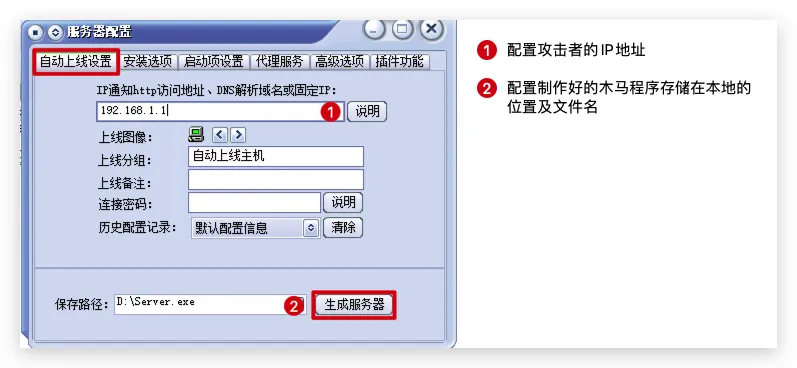 服务器配置
自动上线设置 安装选项 启动项设置 代理服务 高级选项 插件功能
IP通知http访问地址、DNS解析域名或固定IP:
192.168.1.1 1 说明
上线图像:
上线分组: 自动上线主机
上线备注:
连接密码: 说明
历史配置记录: 默认配置信息 清除
保存路径: D:\Server.exe 2 生成服务器
1 配置攻击者的IP地址
2 配置制作好的木马程序存储在本地的
位置及文件名